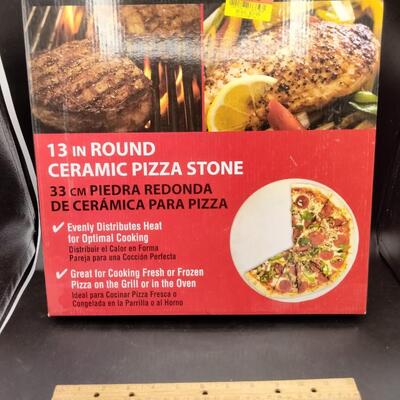 13 IN ROUND
CERAMIC PIZZA STONE
33 CM PIEDRA REDONDA
DE CERÁMICA PARA PIZZA
✓ Evenly Distributes Heat
for Optimal Cooking
Distribuir el Calor en Forma
Pareja para una Cocción Perfecta
✓ Great for Cooking Fresh or Frozen
Pizza on the Grill or in the Oven
Ideal para Cocinar Pizza Fresca o
Congelada en la Parrilla o al Horno